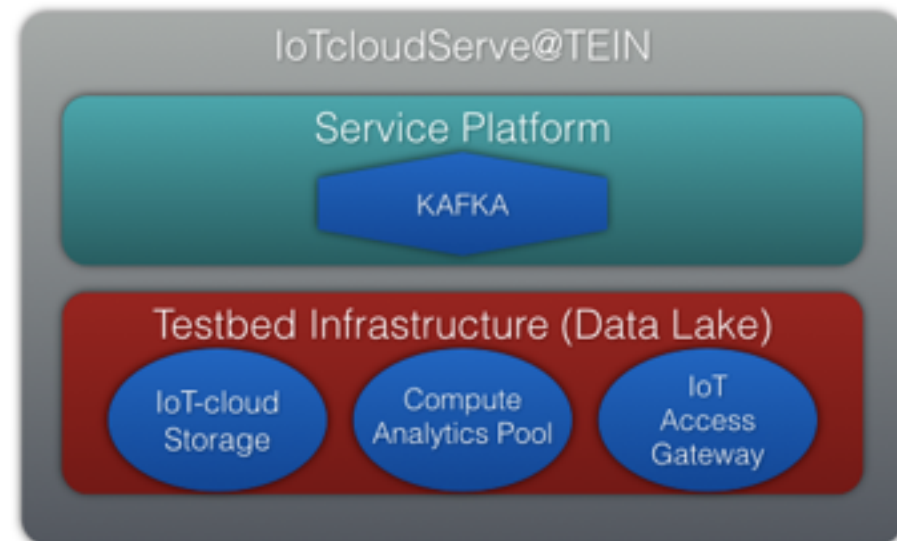 IoTcloudServe@TEIN
Service Platform
KAFKA
Testbed Infrastructure (Data Lake)
IoT-cloud
Storage
Compute
Analytics Pool
IoT
Access
Gateway